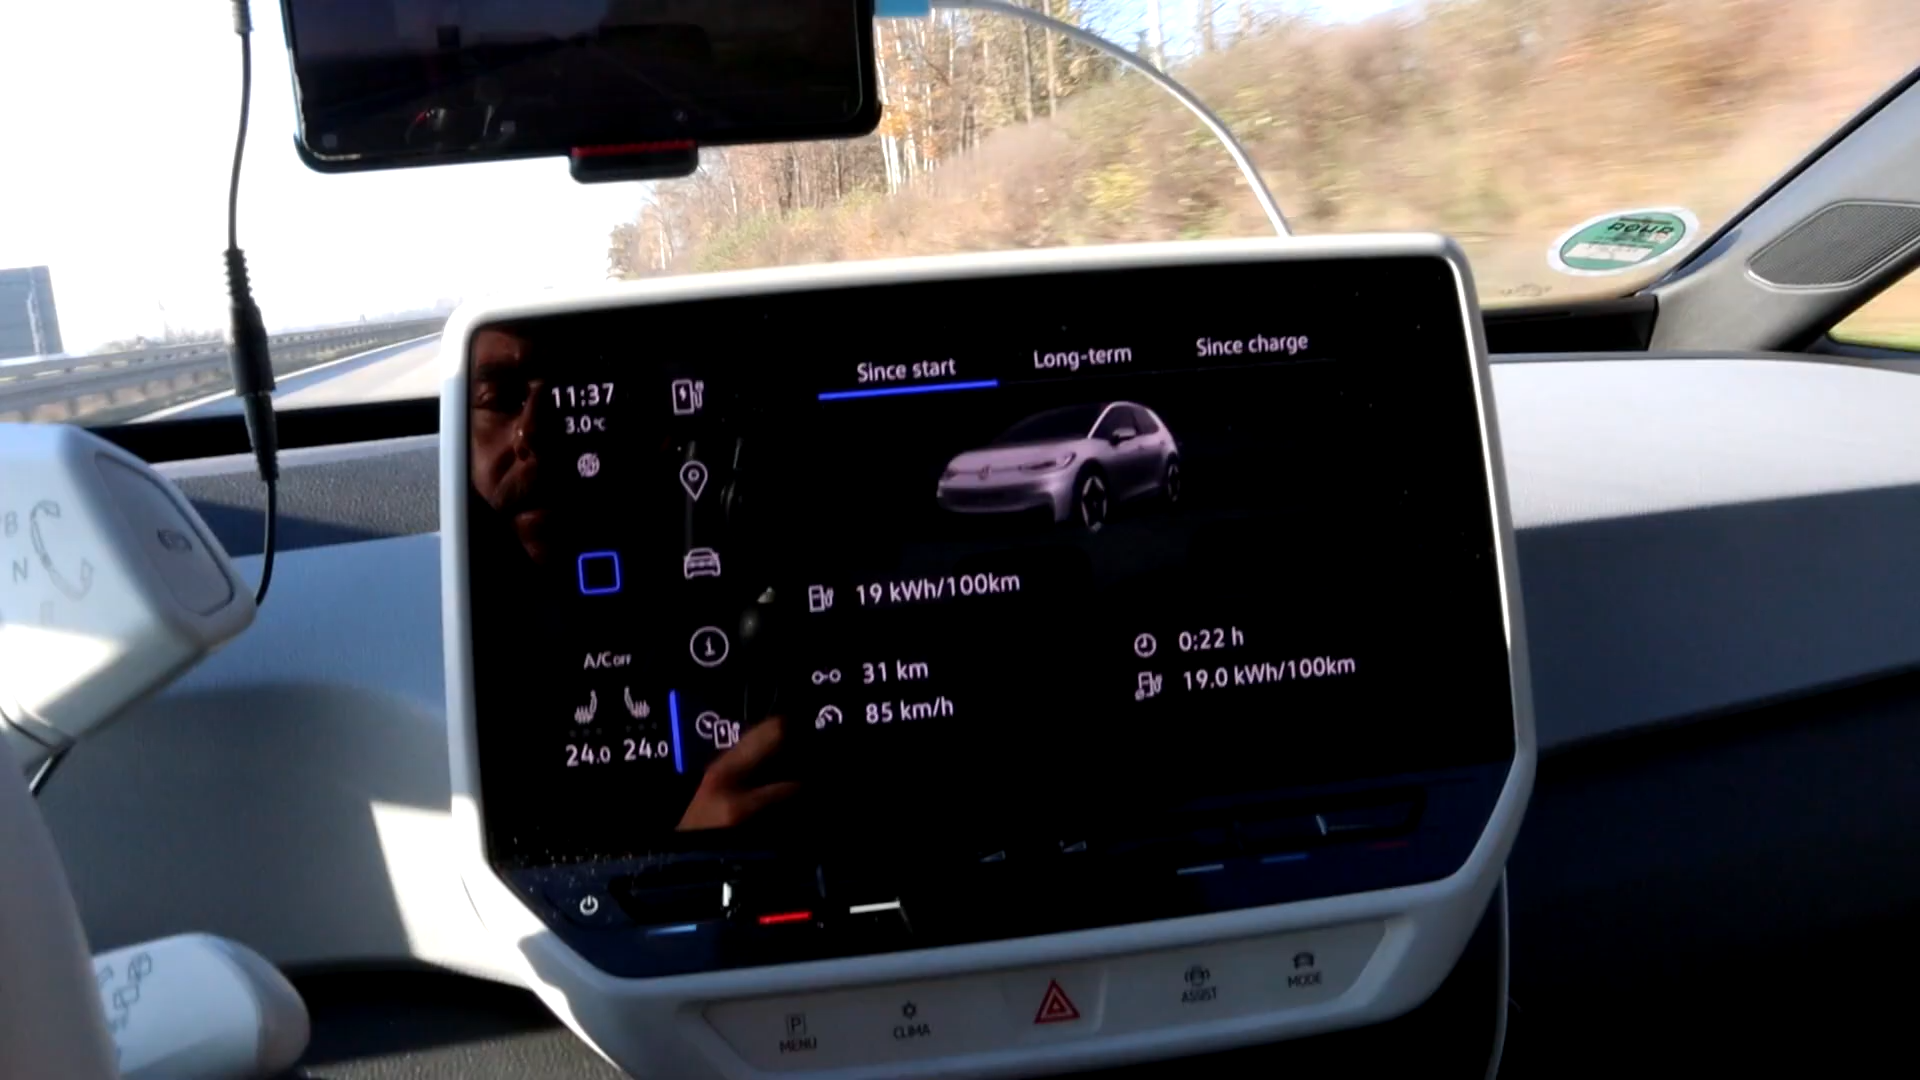 Since start
Long-term
Since charge
11:37
3.0°C
19 kWh/100km
A/C OFF
31 km
0:22 h
85 km/h
19.0 kWh/100km
24.0 24.0
B
N
P
MENU
CLIMA
ASSIST
MODE